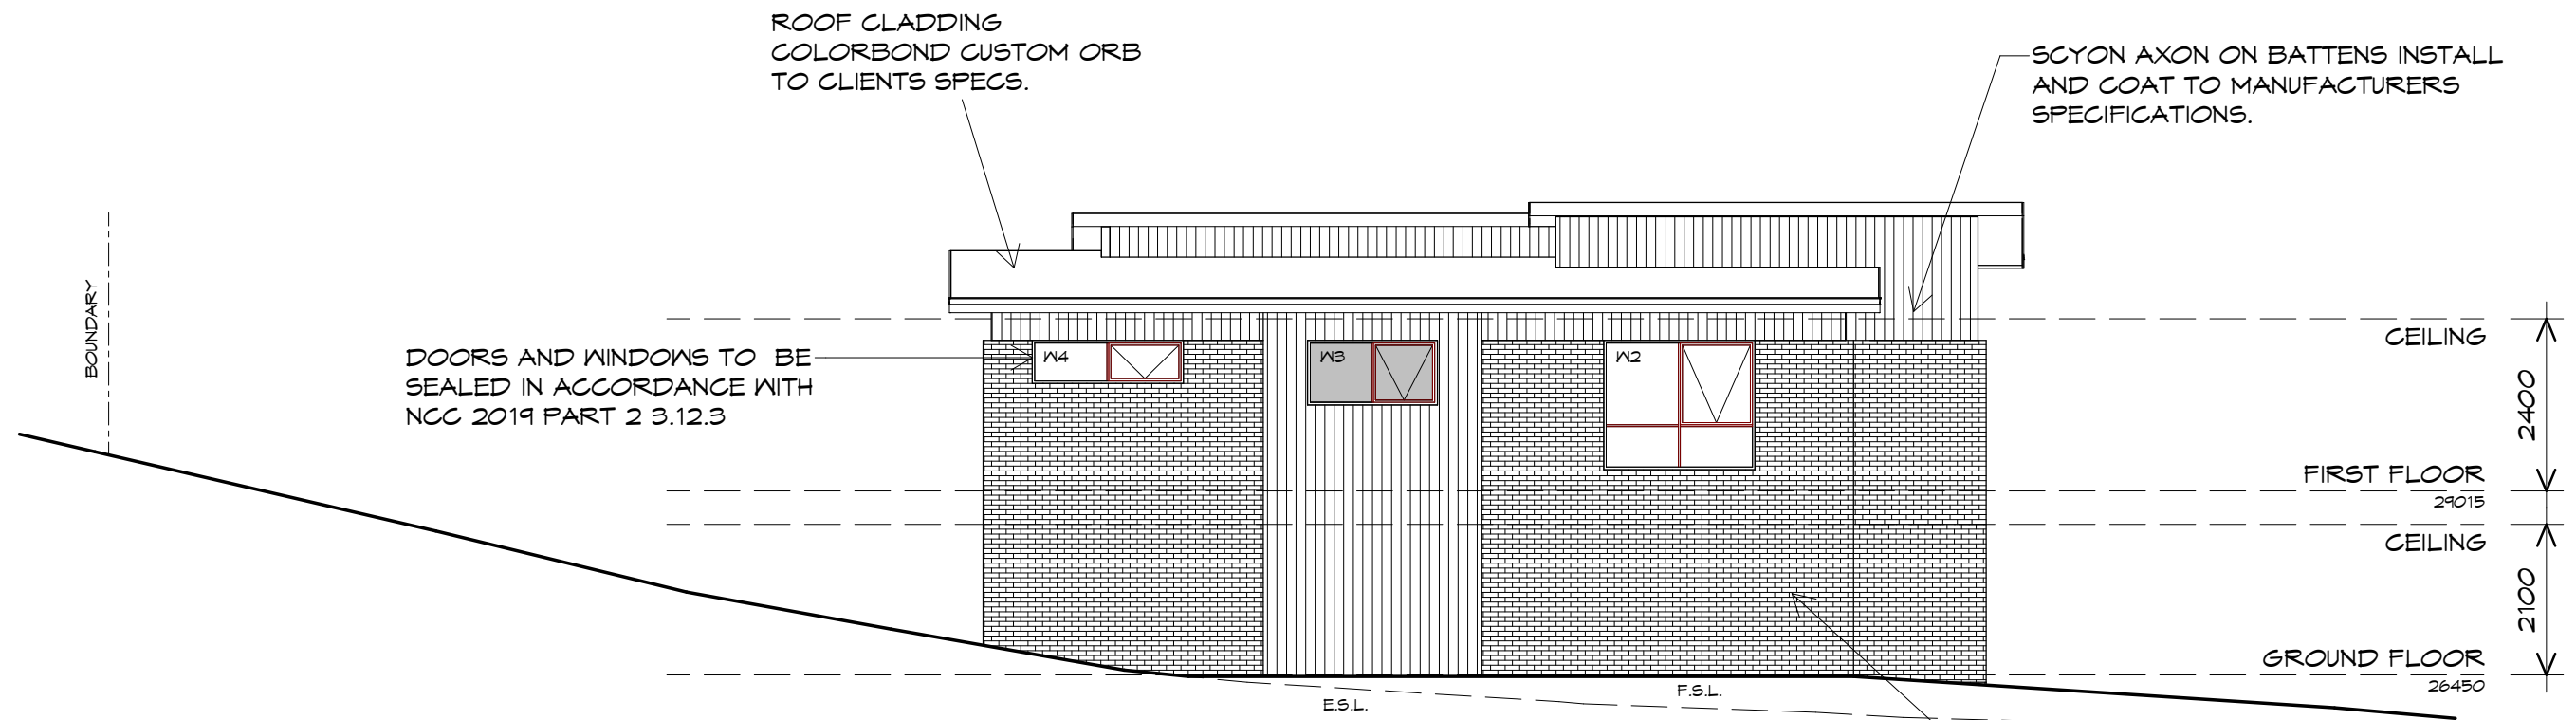 ROOF CLADDING
COLORBOND CUSTOM ORB
TO CLIENTS SPECS.
SCYON AXON ON BATTENS INSTALL
AND COAT TO MANUFACTURERS
SPECIFICATIONS.
BOUNDARY
DOORS AND WINDOWS TO BE
SEALED IN ACCORDANCE WITH
NCC 2019 PART 2 3.12.3
W4
W3
W2
CEILING
2400
FIRST FLOOR
29015
CEILING
2100
GROUND FLOOR
26450
F.S.L.
E.S.L.